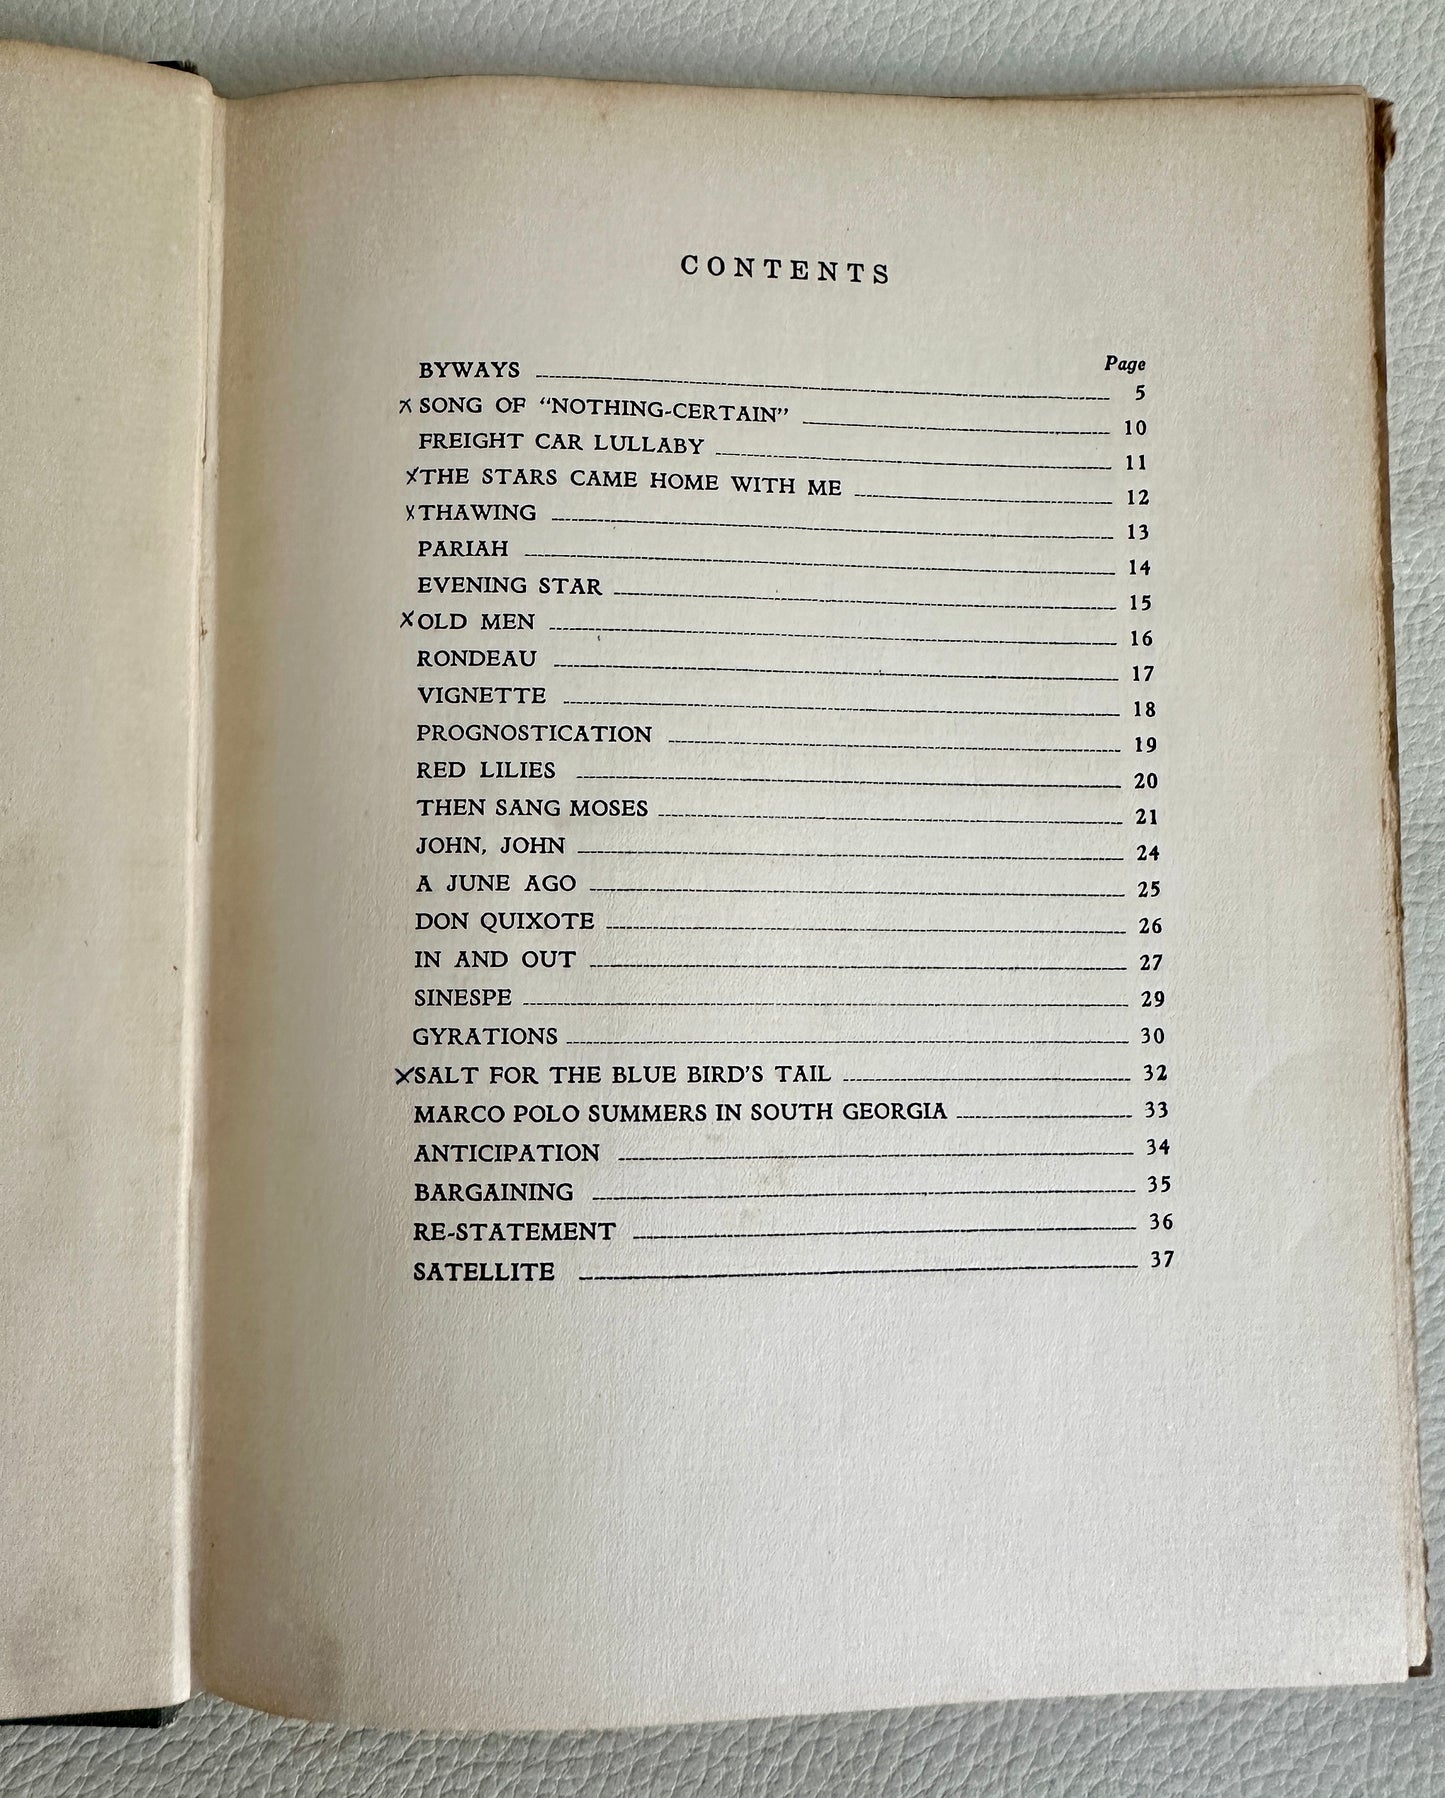 CONTENTS
Page
BYWAYS 5
x SONG OF “NOTHING-CERTAIN” 10
FREIGHT CAR LULLABY 11
x THE STARS CAME HOME WITH ME 12
x THAWING 13
PARIAH 14
EVENING STAR 15
x OLD MEN 16
RONDEAU 17
VIGNETTE 18
PROGNOSTICATION 19
RED LILIES 20
THEN SANG MOSES 21
JOHN, JOHN 24
A JUNE AGO 25
DON QUIXOTE 26
IN AND OUT 27
SINESPE 29
GYRATIONS 30
x SALT FOR THE BLUE BIRD’S TAIL 32
MARCO POLO SUMMERS IN SOUTH GEORGIA 33
ANTICIPATION 34
BARGAINING 35
RE-STATEMENT 36
SATELLITE 37